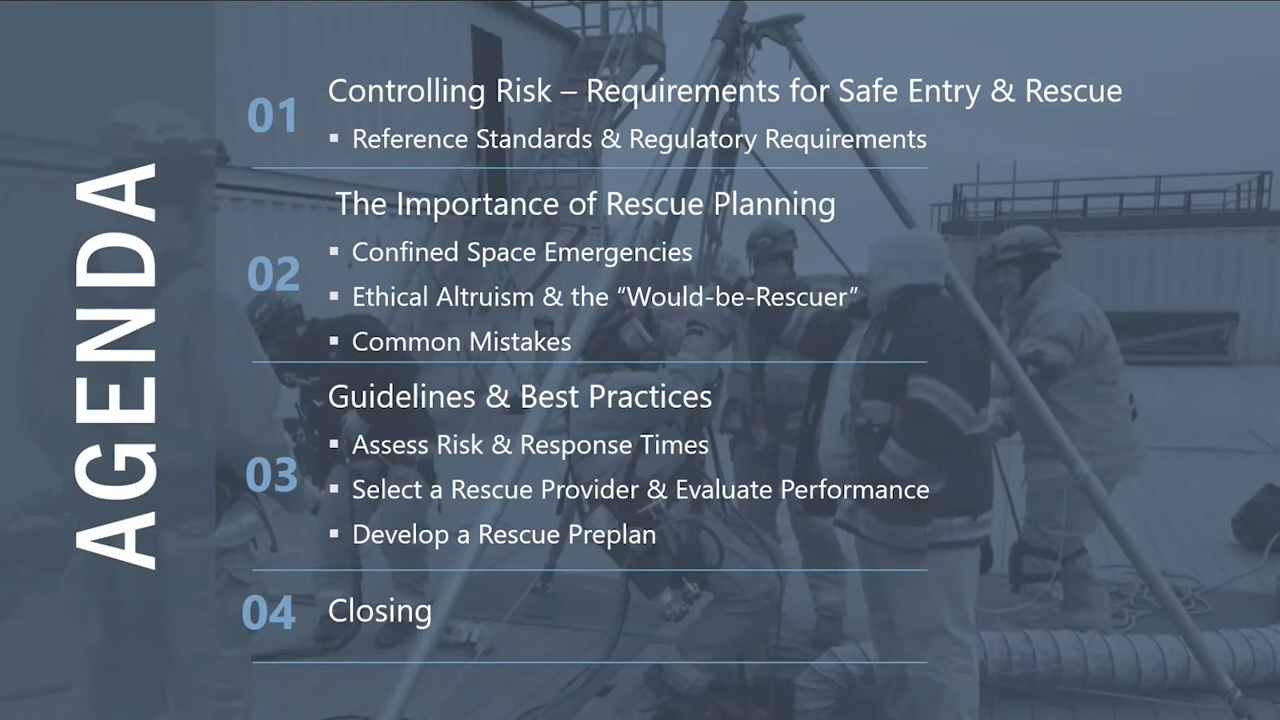 AGENDA
01
Controlling Risk – Requirements for Safe Entry & Rescue
▪ Reference Standards & Regulatory Requirements
02
The Importance of Rescue Planning
▪ Confined Space Emergencies
▪ Ethical Altruism & the “Would-be-Rescuer”
▪ Common Mistakes
03
Guidelines & Best Practices
▪ Assess Risk & Response Times
▪ Select a Rescue Provider & Evaluate Performance
▪ Develop a Rescue Preplan
04
Closing